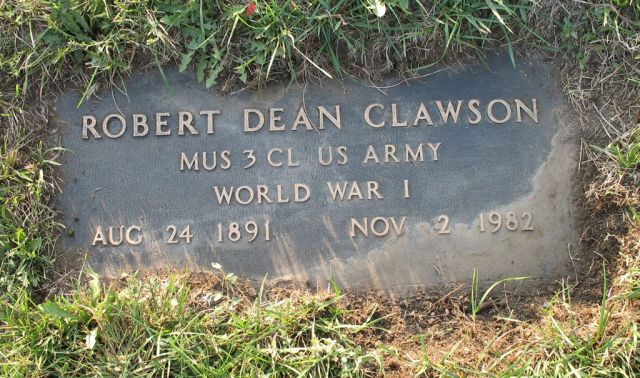 ROBERT DEAN CLAWSON
MUS 3 CL US ARMY
WORLD WAR I
AUG 24 1891 NOV 2 1982